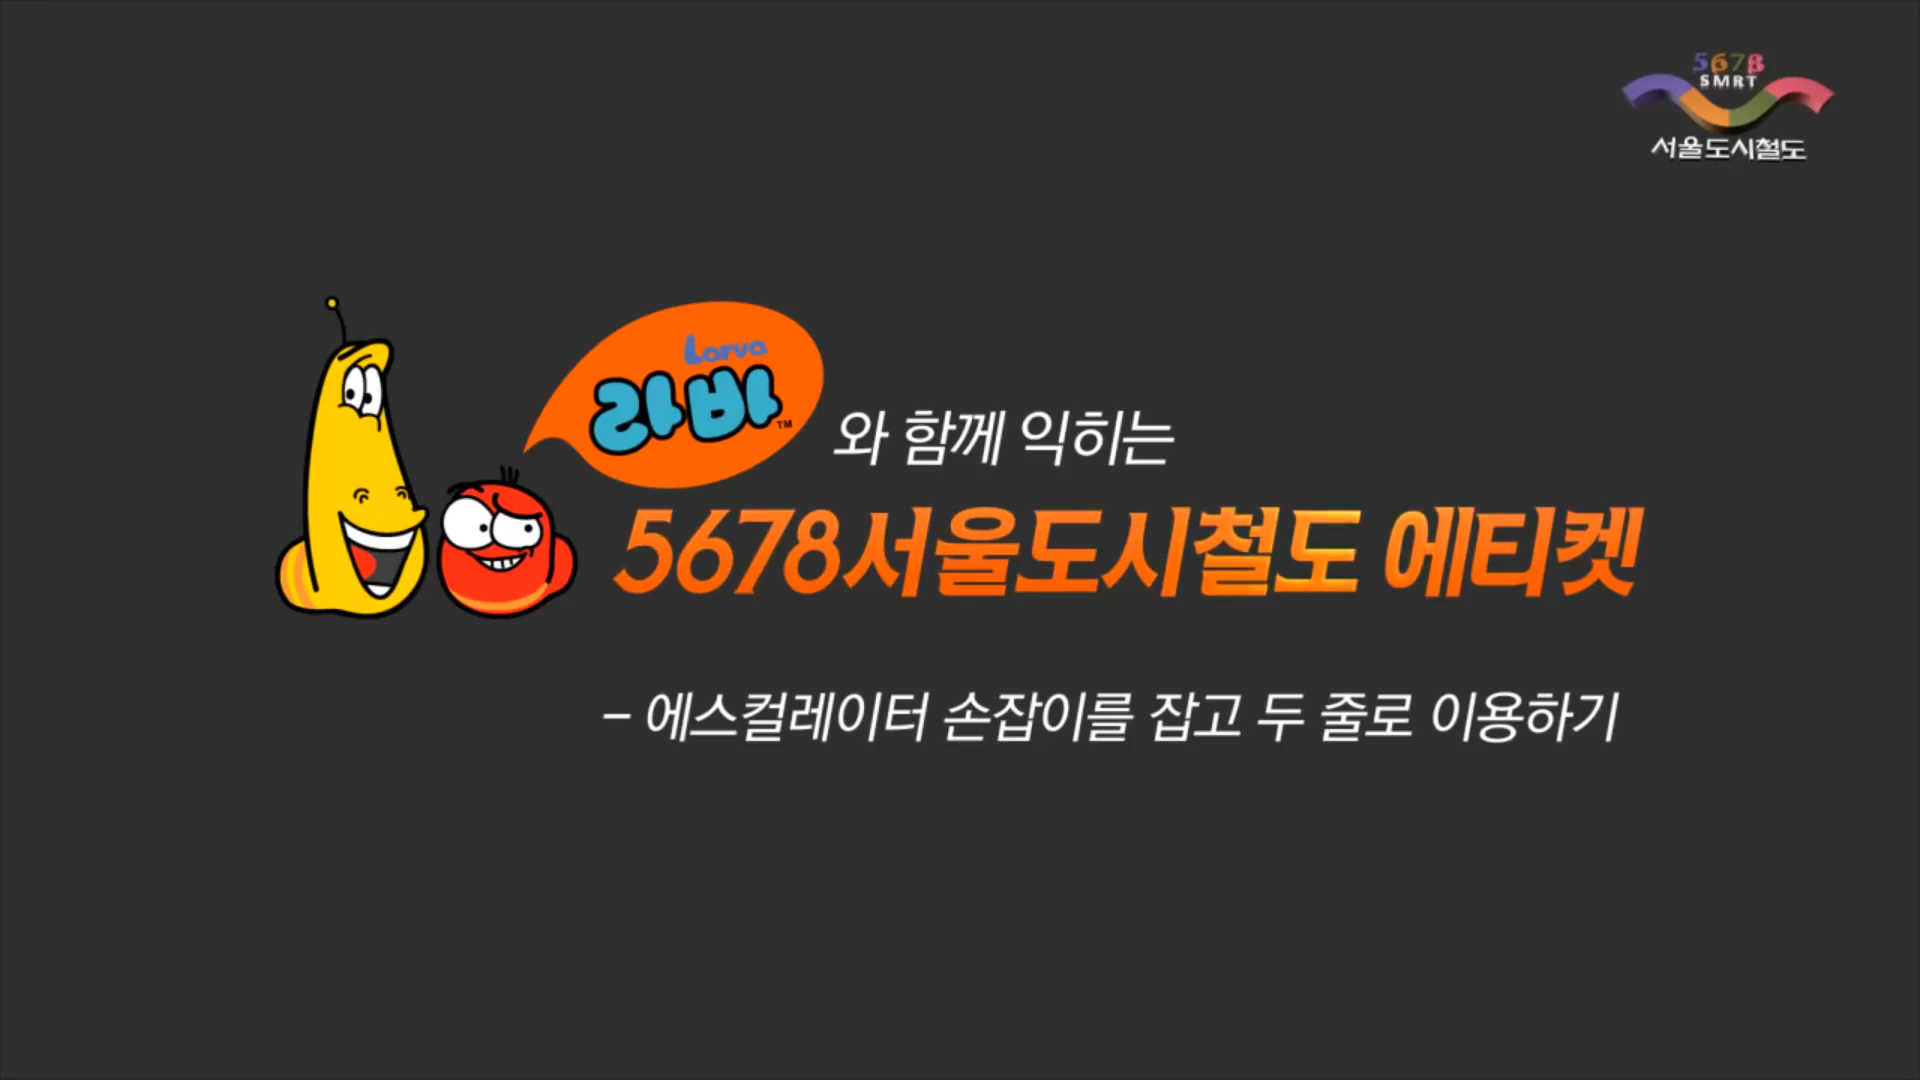 5678
SMRT
서울도시철도
Larva
라바™ 와 함께 익히는
5678서울도시철도 에티켓
- 에스컬레이터 손잡이를 잡고 두 줄로 이용하기